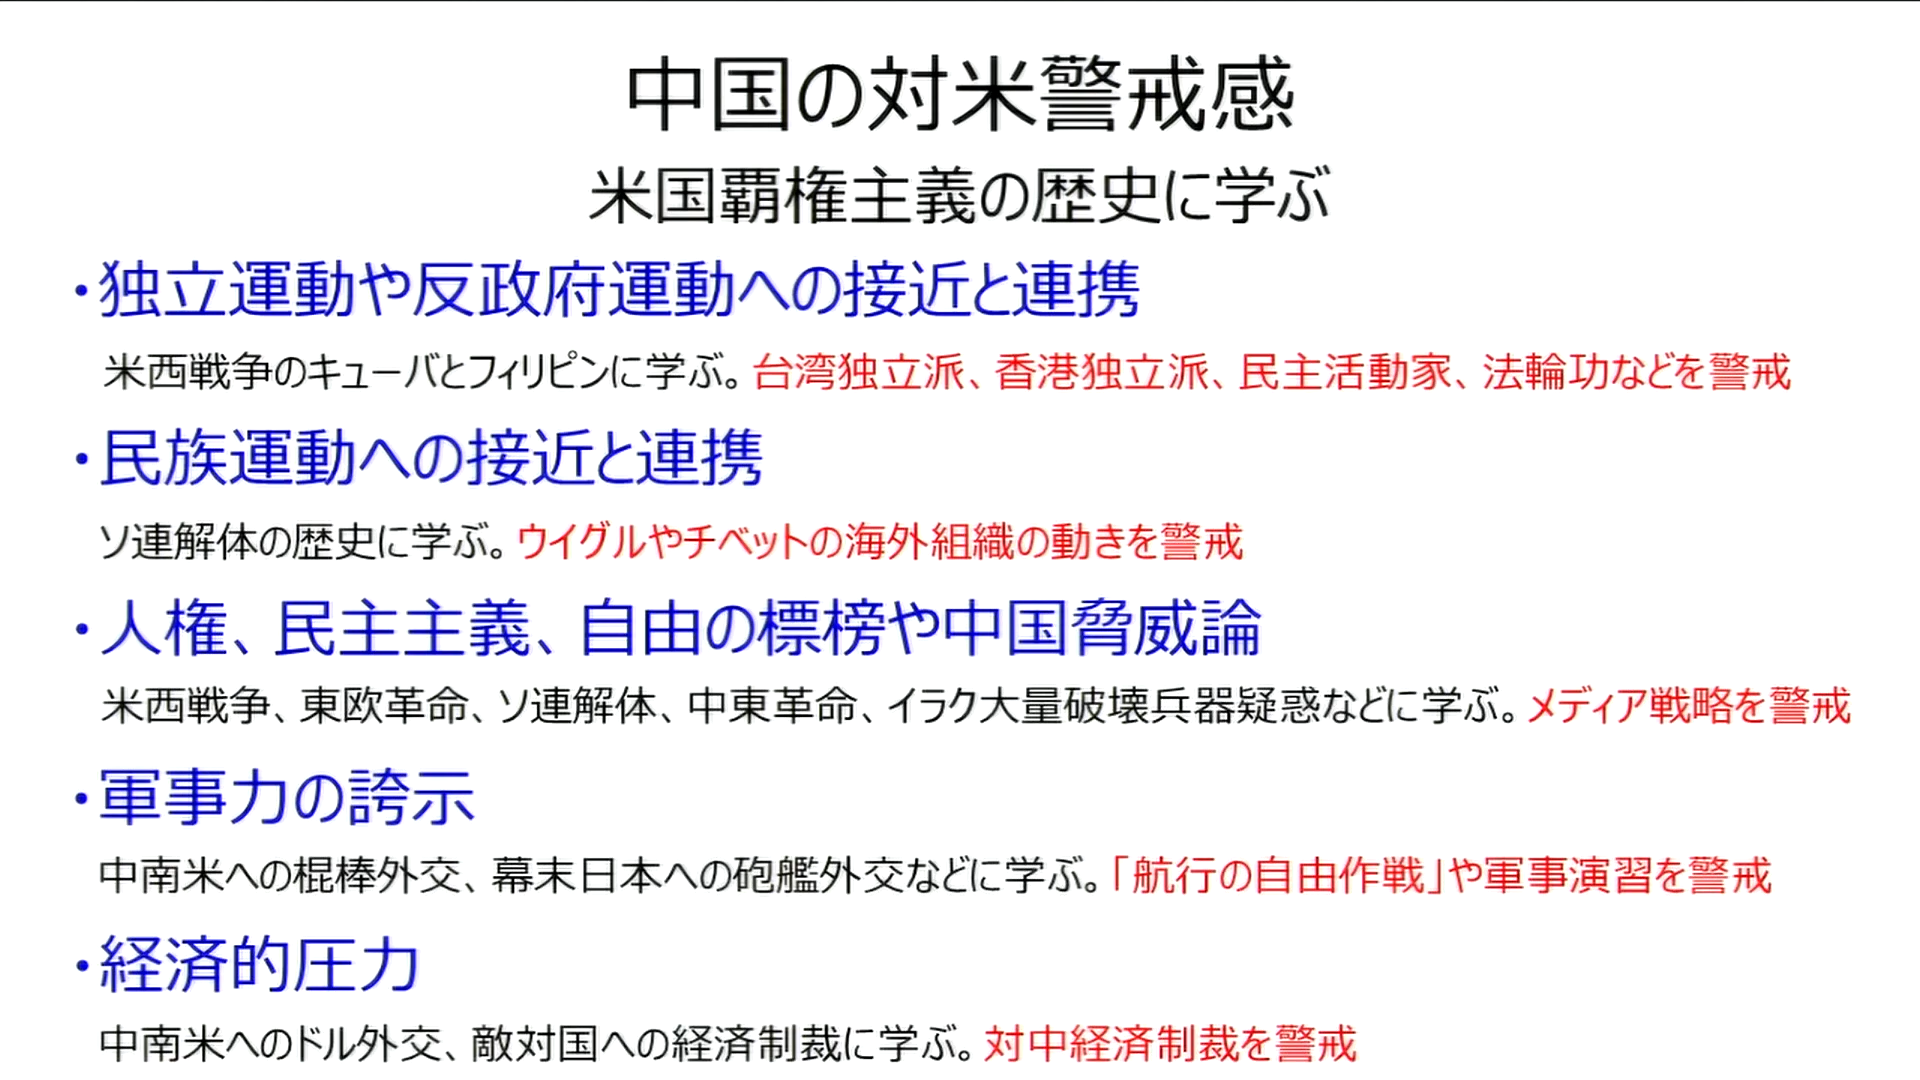 中国の対米警戒感
米国覇権主義の歴史に学ぶ
・独立運動や反政府運動への接近と連携
米西戦争のキューバとフィリピンに学ぶ。台湾独立派、香港独立派、民主活動家、法輪功などを警戒
・民族運動への接近と連携
ソ連解体の歴史に学ぶ。ウイグルやチベットの海外組織の動きを警戒
・人権、民主主義、自由の標榜や中国脅威論
米西戦争、東欧革命、ソ連解体、中東革命、イラク大量破壊兵器疑惑などに学ぶ。メディア戦略を警戒
・軍事力の誇示
中南米への棍棒外交、幕末日本への砲艦外交などに学ぶ。「航行の自由作戦」や軍事演習を警戒
・経済的圧力
中南米へのドル外交、敵対国への経済制裁に学ぶ。対中経済制裁を警戒